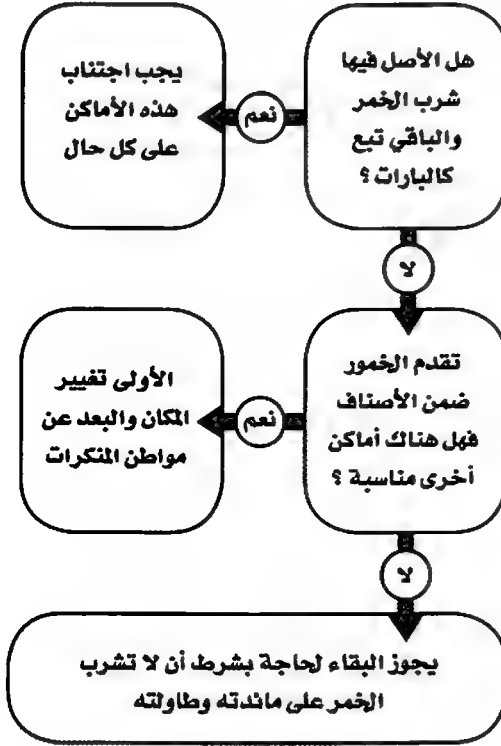 هل الأصل فيها
شرب الخمر
والباقي تبع
كالبارات ؟
نعم
يجب اجتناب
هذه الأماكن
على كل حال
لا
تقدم الخمور
ضمن الأصناف
فهل هناك أماكن
أخرى مناسبة ؟
نعم
الأولى تغيير
المكان والبعد عن
مواطن المنكرات
لا
يجوز البقاء لحاجة بشرط أن لا تشرب
الخمر على مائدته وطاولته